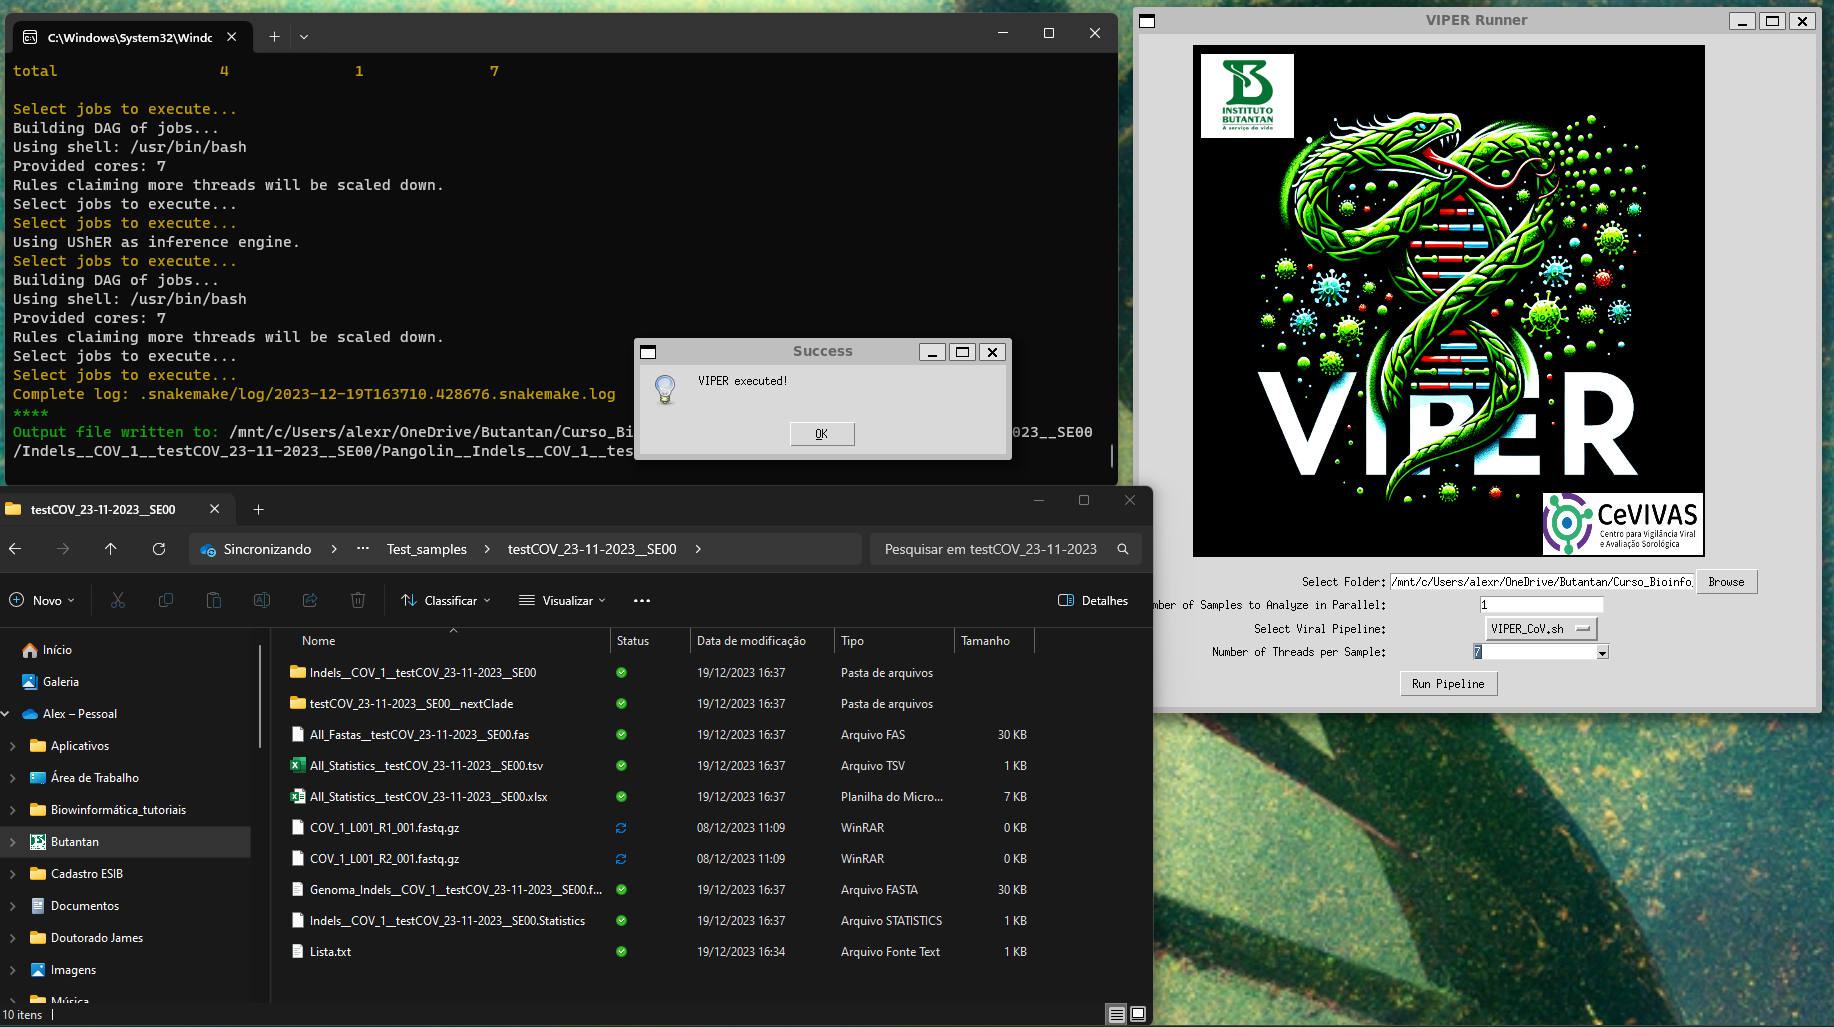 C:\Windows\System32\Windc
total 4 1 7
Select jobs to execute...
Building DAG of jobs...
Using shell: /usr/bin/bash
Provided cores: 7
Rules claiming more threads will be scaled down.
Select jobs to execute...
Select jobs to execute...
Using UShER as inference engine.
Select jobs to execute...
Building DAG of jobs...
Using shell: /usr/bin/bash
Provided cores: 7
Rules claiming more threads will be scaled down.
Select jobs to execute...
Select jobs to execute...
Complete log: .snakemake/log/2023-12-19T163710.428676.snakemake.log
****
Output file written to: /mnt/c/Users/alexr/OneDrive/Butantan/Curso_Bi 023__SE00
/Indels__COV_1__testCOV_23-11-2023__SE00/Pangolin__Indels__COV_1__tes
Success
VIPER executed!
OK
VIPER Runner
INSTITUTO
BUTANTAN
A serviço da vida
VIPER
CeVIVAS
Centro para Vigilância Viral
e Avaliação Sorológica
Select Folder: /mnt/c/Users/alexr/OneDrive/Butantan/Curso_Bioinfo_ Browse
mber of Samples to Analyze in Parallel: 1
Select Viral Pipeline: VIPER_CoV.sh
Number of Threads per Sample: 7
Run Pipeline
testCOV_23-11-2023__SE00
Sincronizando > ... Test_samples > testCOV_23-11-2023__SE00 >
Pesquisar em testCOV_23-11-2023
Novo Classificar Visualizar ... Detalhes
Início
Galeria
Alex – Pessoal
Aplicativos
Área de Trabalho
Biowinformática_tutoriais
Butantan
Cadastro ESIB
Documentos
Doutorado James
Imagens
Música
Nome Status Data de modificação Tipo Tamanho
Indels__COV_1__testCOV_23-11-2023__SE00 19/12/2023 16:37 Pasta de arquivos
testCOV_23-11-2023__SE00__nextClade 19/12/2023 16:37 Pasta de arquivos
All_Fastas__testCOV_23-11-2023__SE00.fas 19/12/2023 16:37 Arquivo FAS 30 KB
All_Statistics__testCOV_23-11-2023__SE00.tsv 19/12/2023 16:37 Arquivo TSV 1 KB
All_Statistics__testCOV_23-11-2023__SE00.xlsx 19/12/2023 16:37 Planilha do Micro... 7 KB
COV_1_L001_R1_001.fastq.gz 08/12/2023 11:09 WinRAR 0 KB
COV_1_L001_R2_001.fastq.gz 08/12/2023 11:09 WinRAR 0 KB
Genoma_Indels__COV_1__testCOV_23-11-2023__SE00.f... 19/12/2023 16:37 Arquivo FASTA 30 KB
Indels__COV_1__testCOV_23-11-2023__SE00.Statistics 19/12/2023 16:37 Arquivo STATISTICS 1 KB
Lista.txt 19/12/2023 16:34 Arquivo Fonte Text 1 KB
10 itens